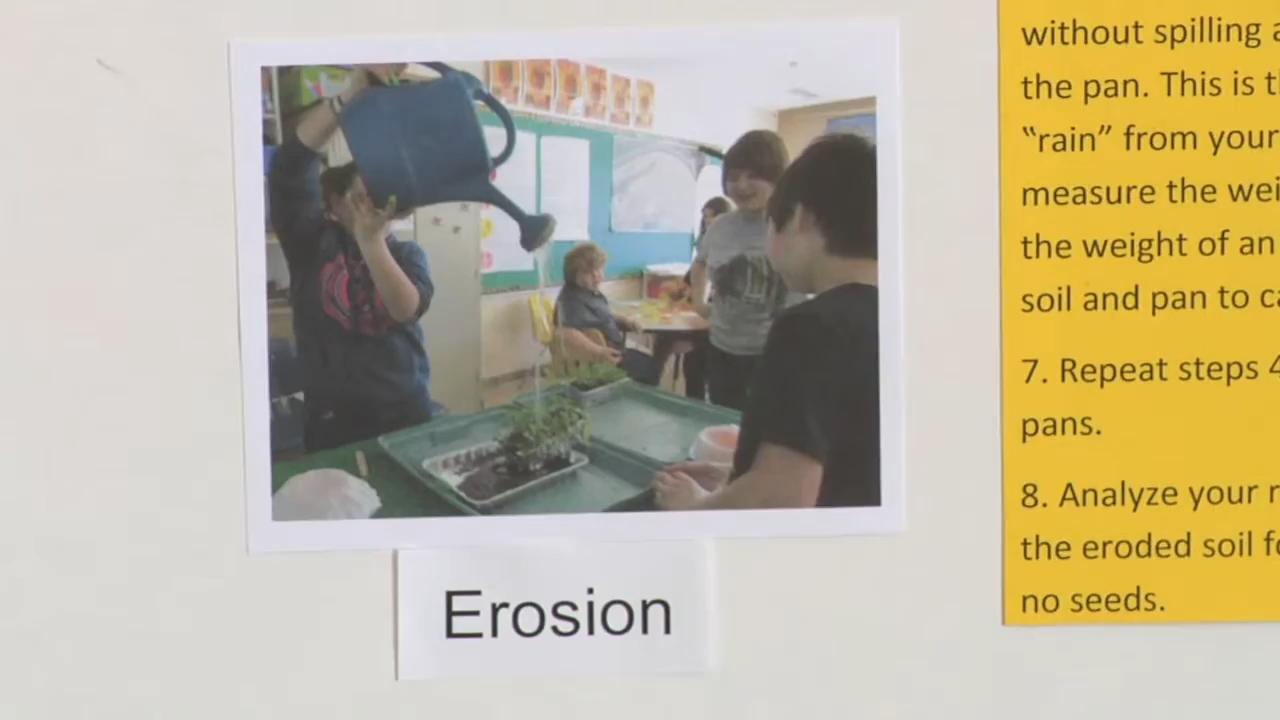 Erosion
without spilling
the pan. This is
"rain" from your
measure the
the weight of an
soil and pan to
7. Repeat steps
pans.
8. Analyze your
the eroded soil
no seeds.